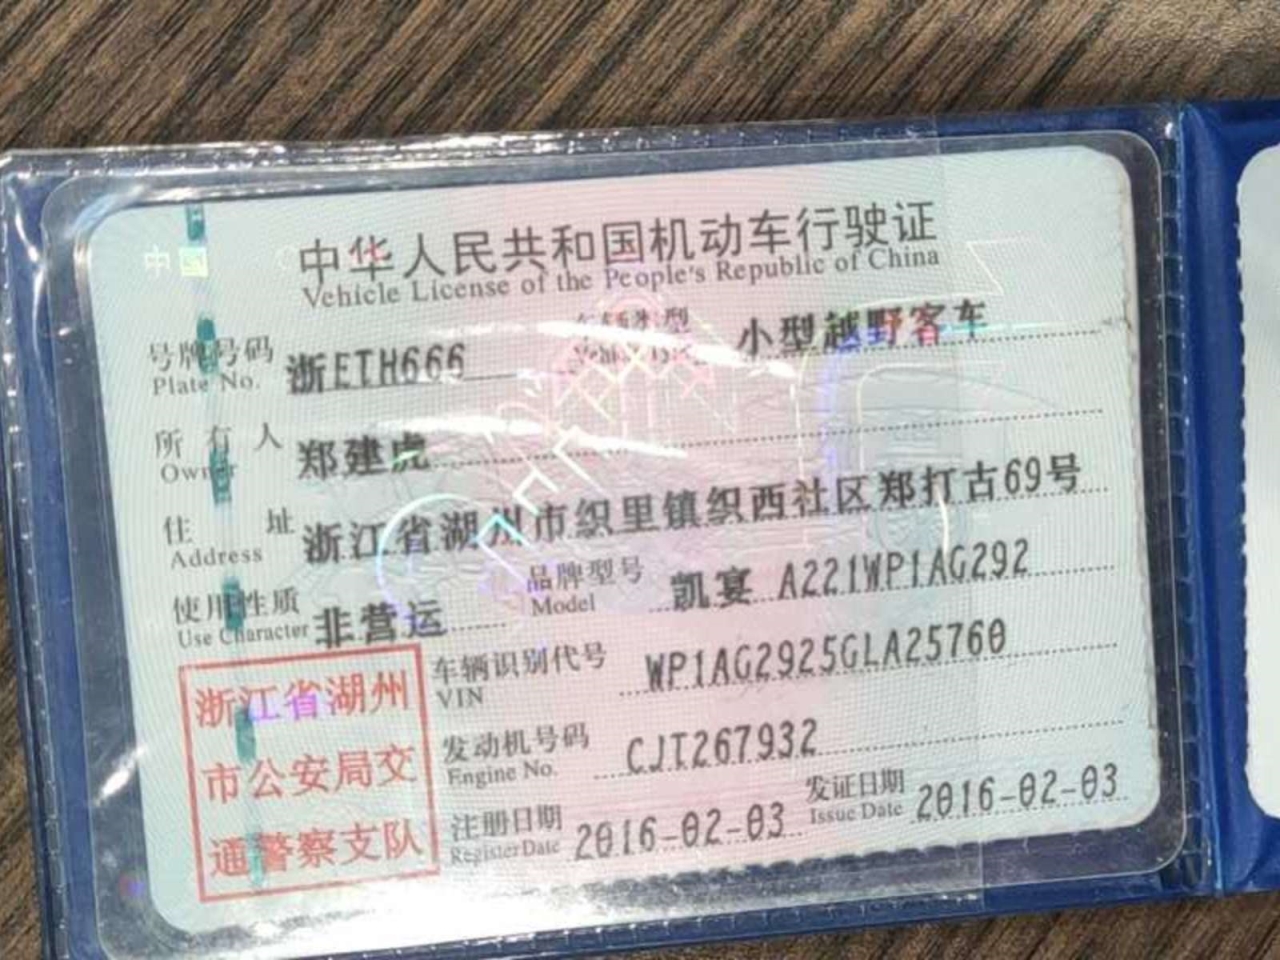 中国
中华人民共和国机动车行驶证
Vehicle License of the People's Republic of China
号牌号码 浙ETH666 车辆类型 小型越野客车
Plate No. Vehicle Type
所有人 郑建虎
Owner
住址 浙江省湖州市织里镇织西社区郑打古69号
Address
使用性质 非营运 品牌型号 凯宴 A221WP1AG292
Use Character Model
车辆识别代号 WP1AG2925GLA25760
VIN
发动机号码 CJT267932
Engine No.
注册日期 2016-02-03 发证日期 2016-02-03
Register Date Issue Date
浙江省湖州
市公安局交
通警察支队